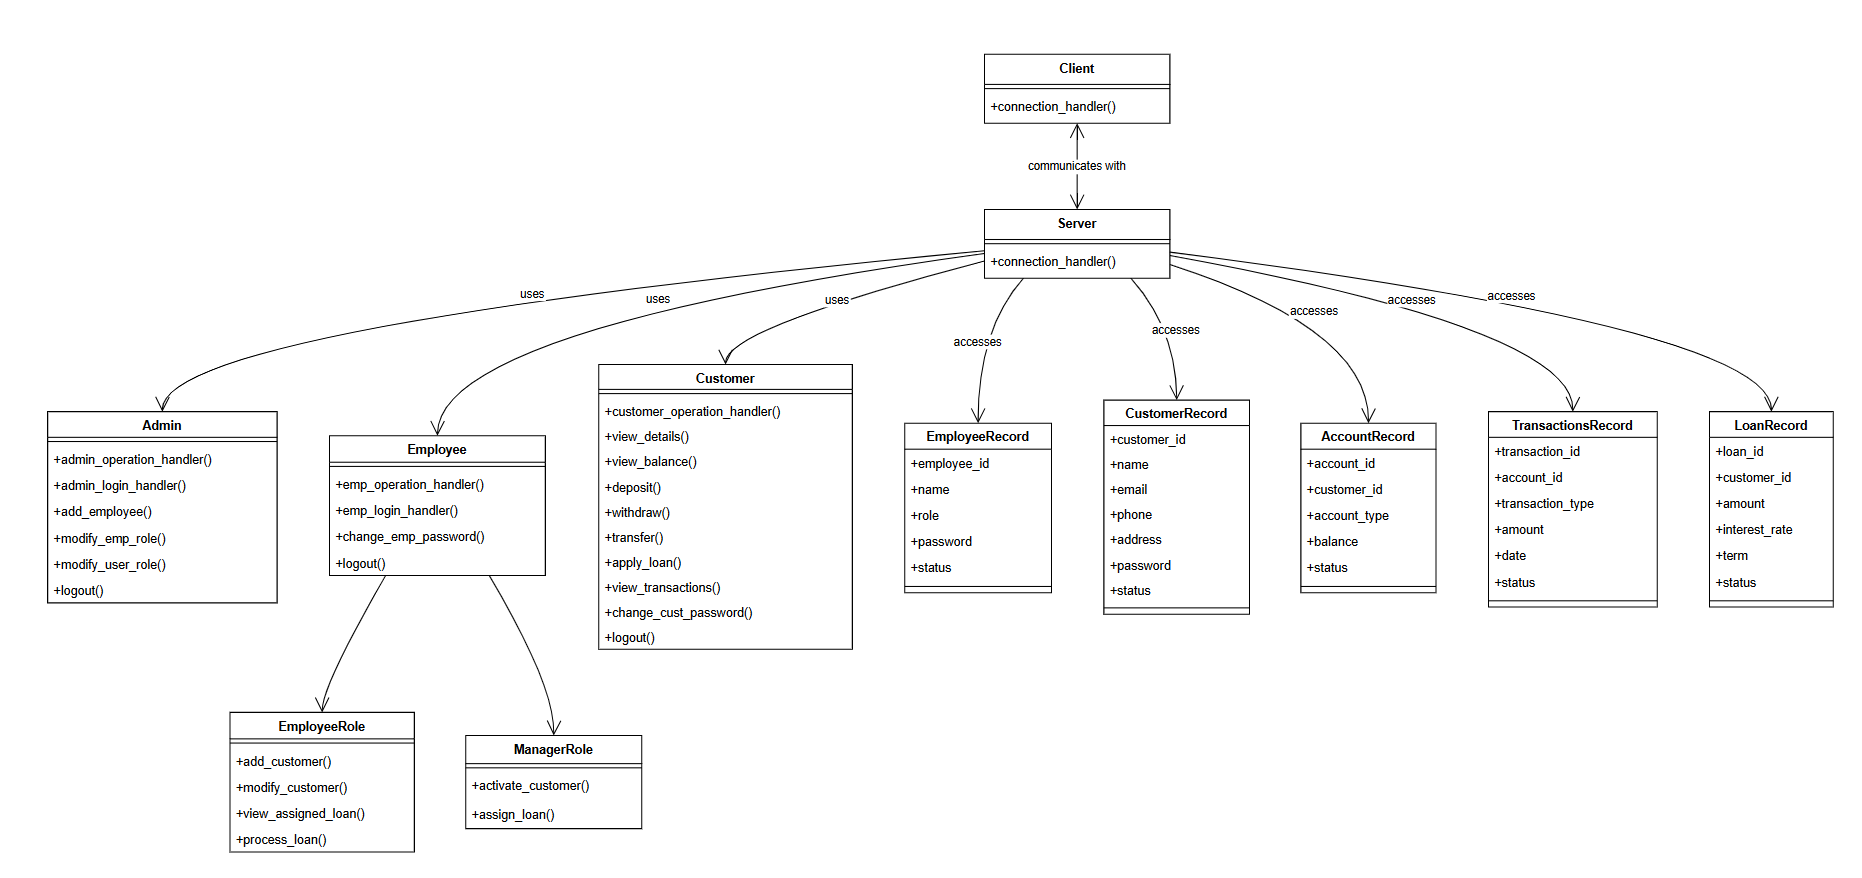 Client
+connection_handler()
communicates with
Server
+connection_handler()
uses
uses
uses
accesses
accesses
accesses
accesses
accesses
Admin
+admin_operation_handler()
+admin_login_handler()
+add_employee()
+modify_emp_role()
+modify_user_role()
+logout()
Employee
+emp_operation_handler()
+emp_login_handler()
+change_emp_password()
+logout()
Customer
+customer_operation_handler()
+view_details()
+view_balance()
+deposit()
+withdraw()
+transfer()
+apply_loan()
+view_transactions()
+change_cust_password()
+logout()
EmployeeRecord
+employee_id
+name
+role
+password
+status
CustomerRecord
+customer_id
+name
+email
+phone
+address
+password
+status
AccountRecord
+account_id
+customer_id
+account_type
+balance
+status
TransactionsRecord
+transaction_id
+account_id
+transaction_type
+amount
+date
+status
LoanRecord
+loan_id
+customer_id
+amount
+interest_rate
+term
+status
EmployeeRole
+add_customer()
+modify_customer()
+view_assigned_loan()
+process_loan()
ManagerRole
+activate_customer()
+assign_loan()